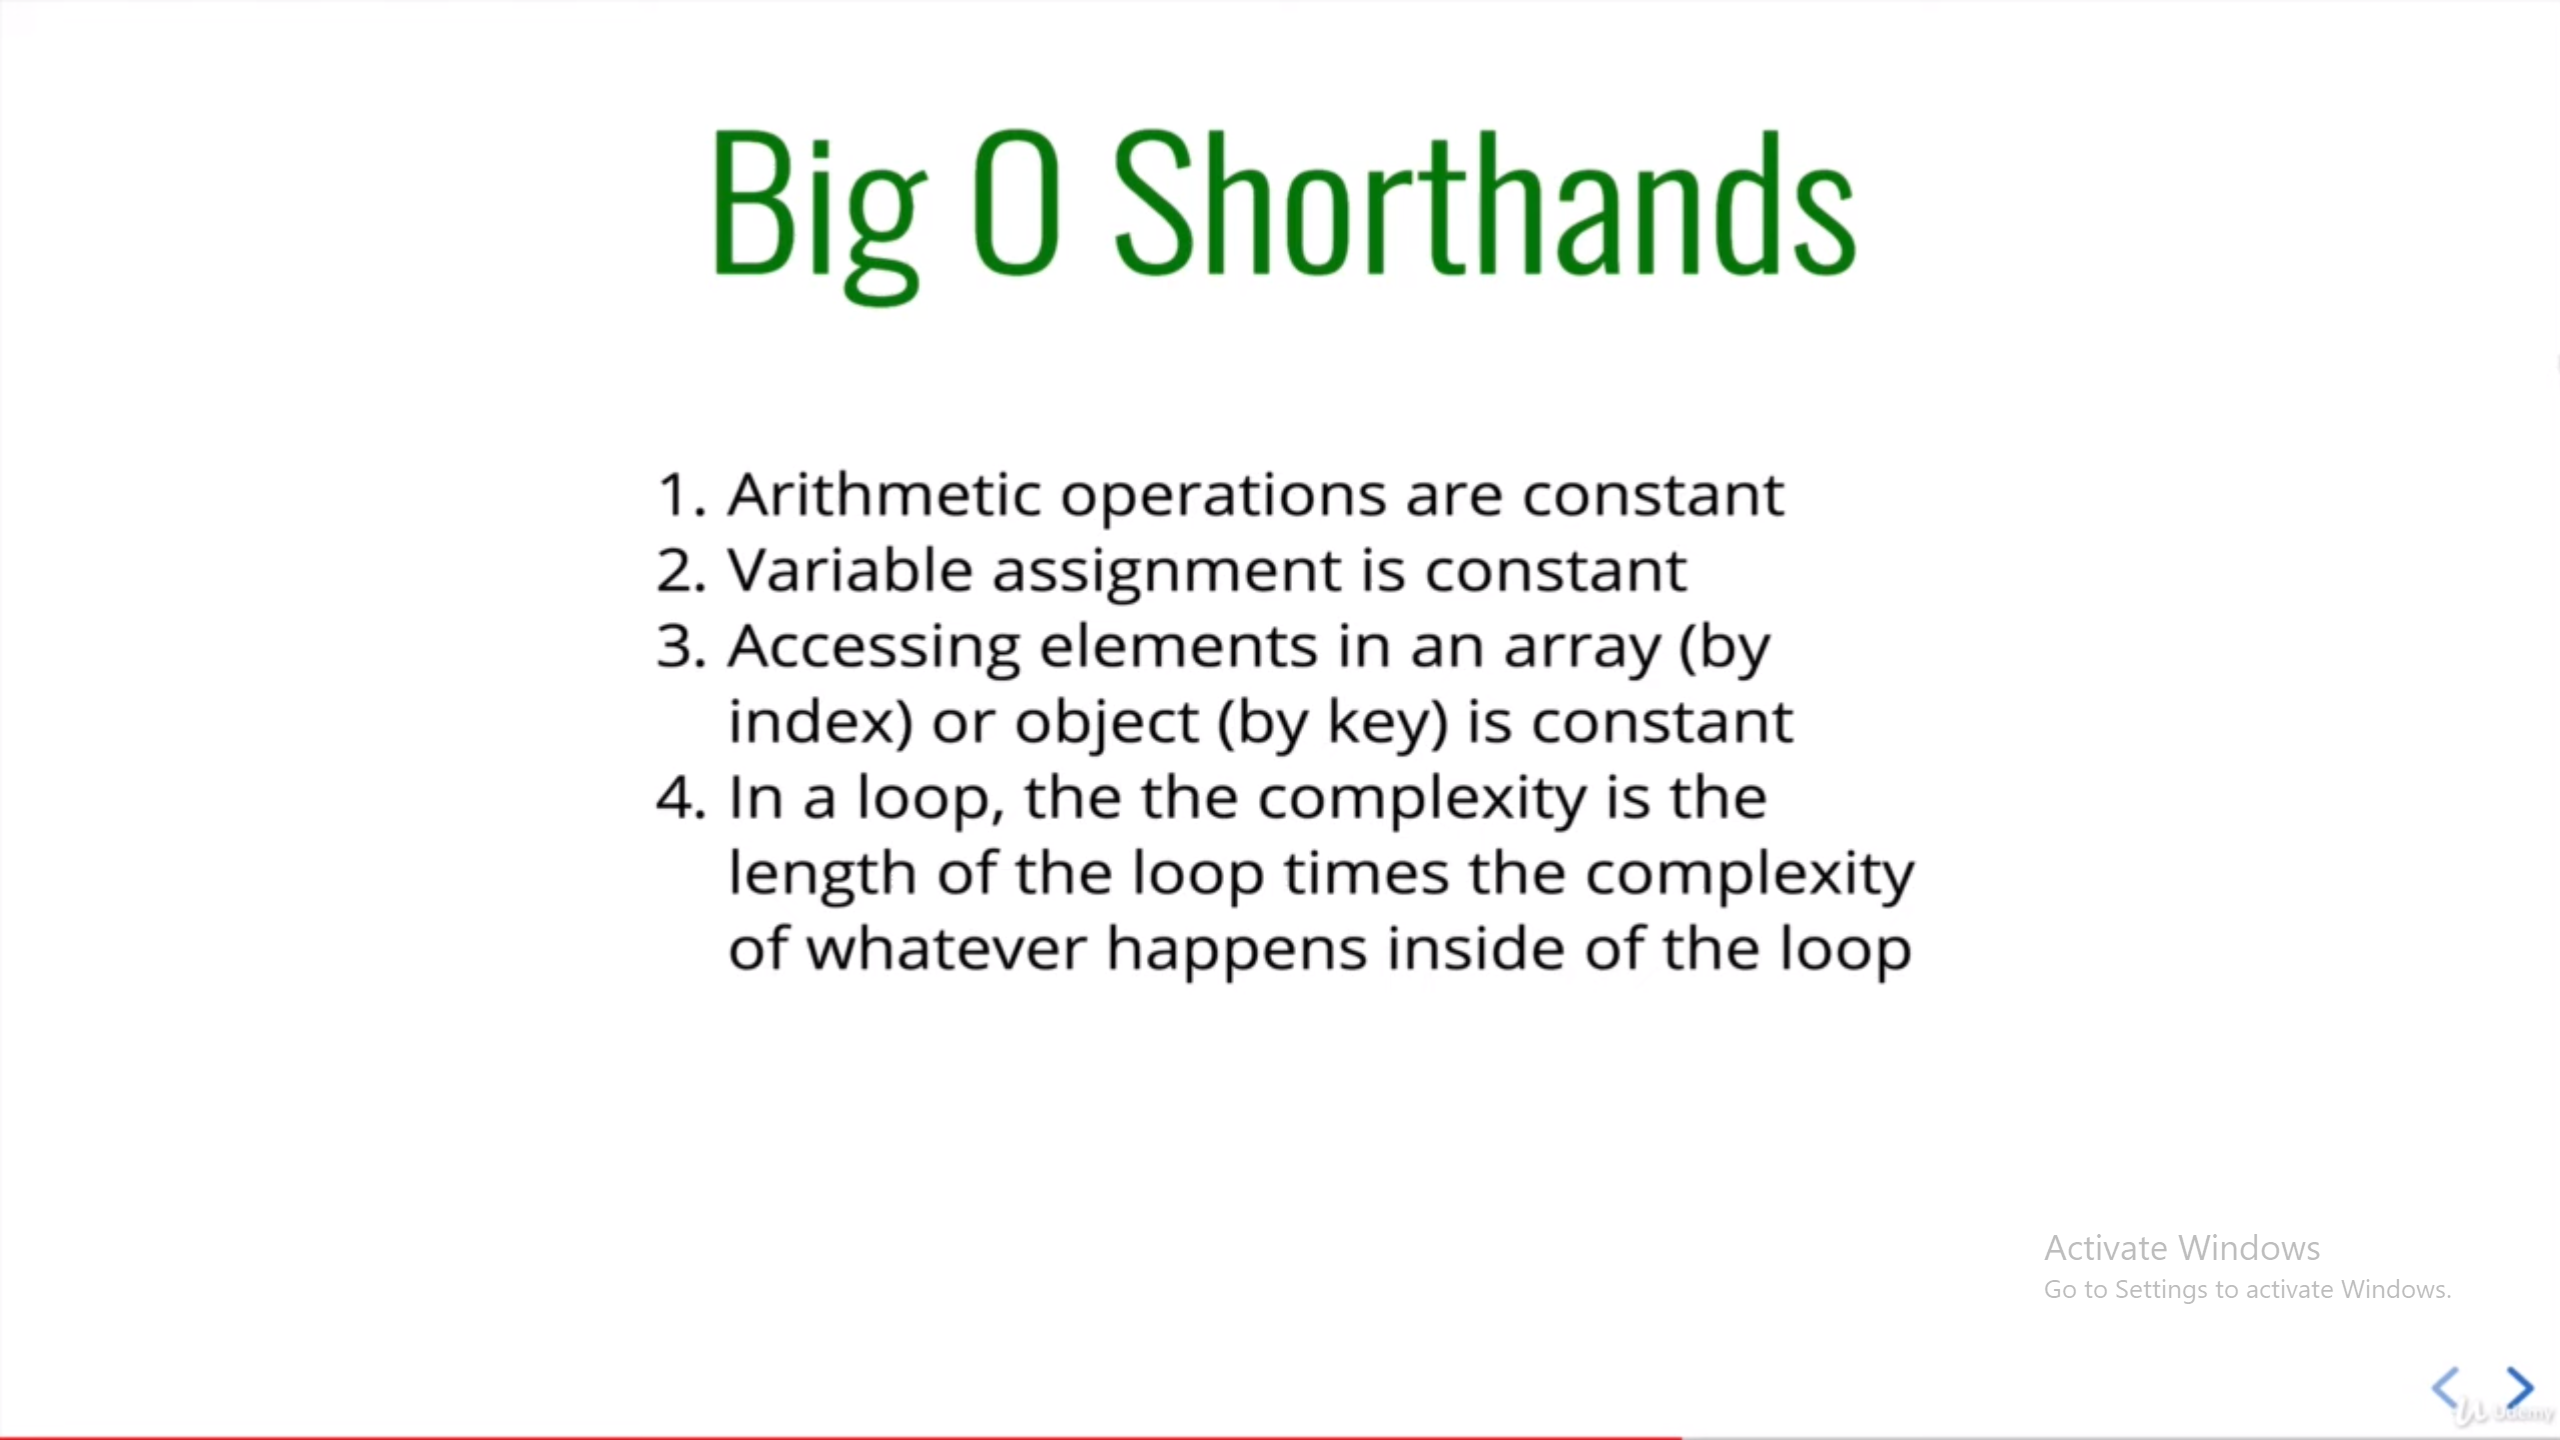 Big O Shorthands
1. Arithmetic operations are constant
2. Variable assignment is constant
3. Accessing elements in an array (by
index) or object (by key) is constant
4. In a loop, the the complexity is the
length of the loop times the complexity
of whatever happens inside of the loop
Activate Windows
Go to Settings to activate Windows.
Udemy